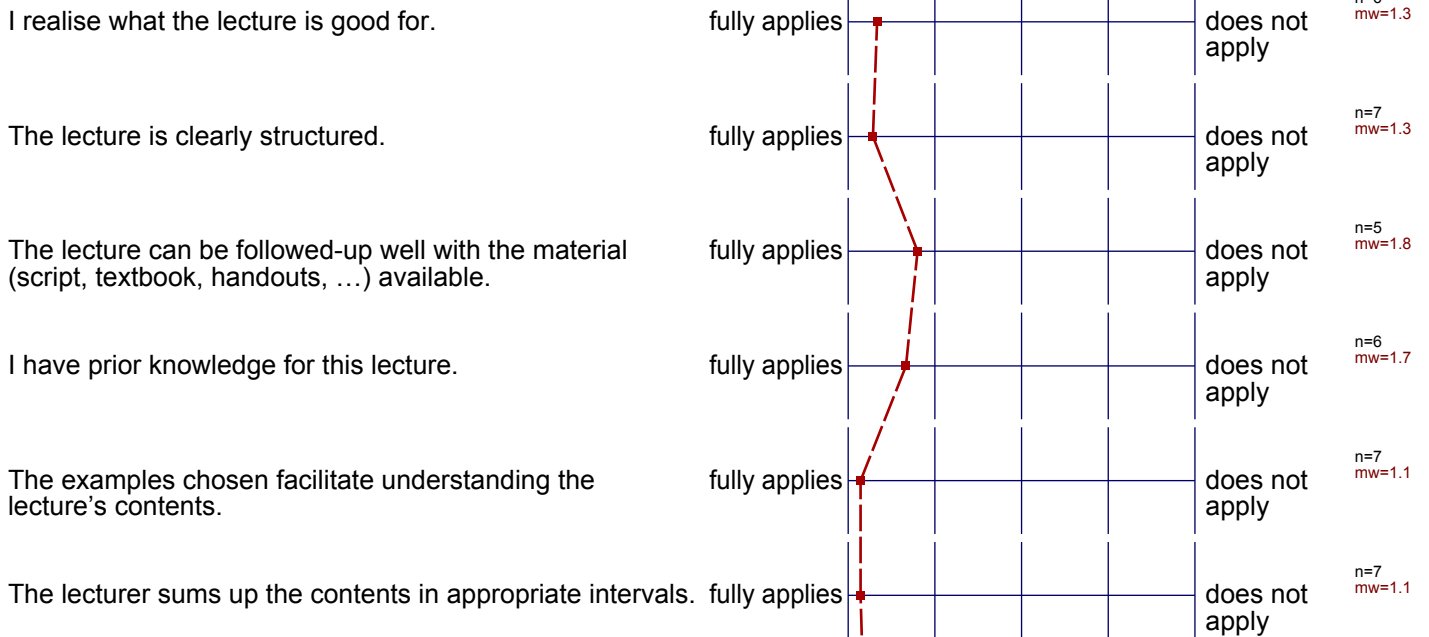 I realise what the lecture is good for. fully applies does not apply mw=1.3
The lecture is clearly structured. fully applies does not apply n=7 mw=1.3
The lecture can be followed-up well with the material
(script, textbook, handouts, …) available. fully applies does not apply n=5 mw=1.8
I have prior knowledge for this lecture. fully applies does not apply n=6 mw=1.7
The examples chosen facilitate understanding the
lecture’s contents. fully applies does not apply n=7 mw=1.1
The lecturer sums up the contents in appropriate intervals. fully applies does not apply n=7 mw=1.1